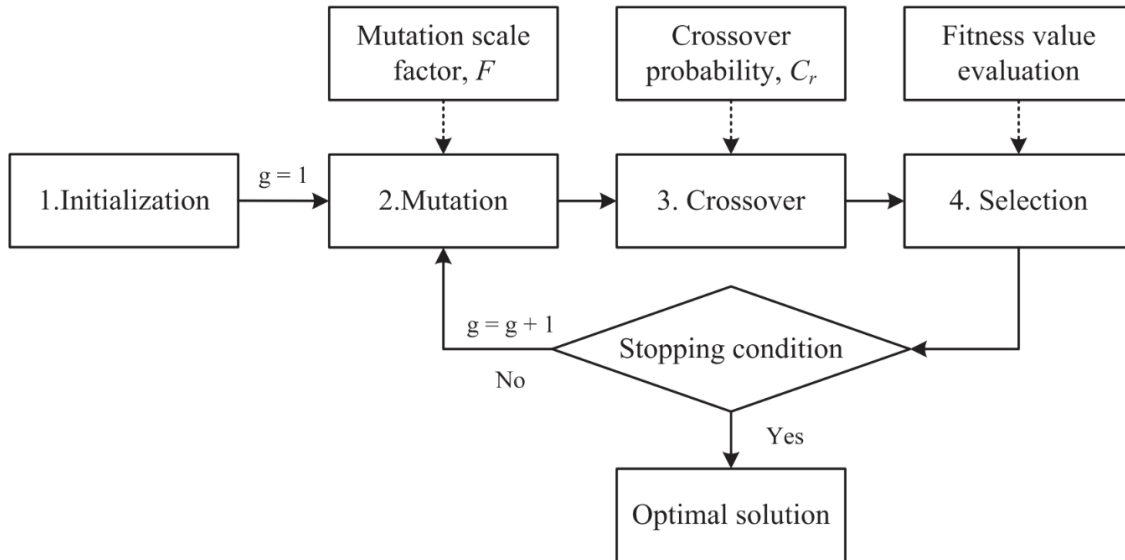 Mutation scale
factor, F
Crossover
probability, Cr
Fitness value
evaluation
1.Initialization
g = 1
2.Mutation
3. Crossover
4. Selection
g = g + 1
Stopping condition
No
Yes
Optimal solution